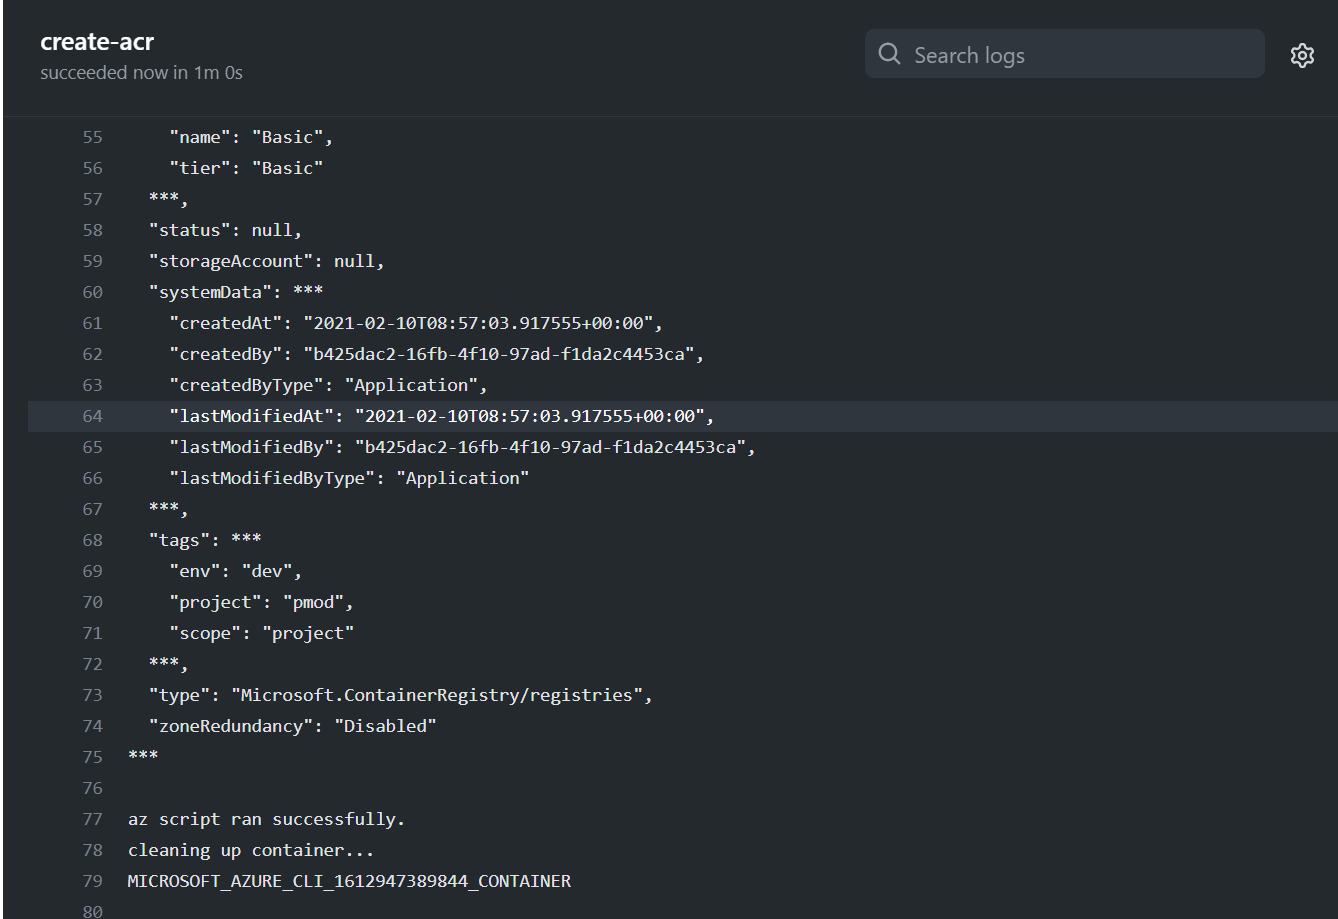 create-acr
succeeded now in 1m 0s
Search logs
55 "name": "Basic",
56 "tier": "Basic"
57 ***,
58 "status": null,
59 "storageAccount": null,
60 "systemData": ***
61 "createdAt": "2021-02-10T08:57:03.917555+00:00",
62 "createdBy": "b425dac2-16fb-4f10-97ad-f1da2c4453ca",
63 "createdByType": "Application",
64 "lastModifiedAt": "2021-02-10T08:57:03.917555+00:00",
65 "lastModifiedBy": "b425dac2-16fb-4f10-97ad-f1da2c4453ca",
66 "lastModifiedByType": "Application"
67 ***,
68 "tags": ***
69 "env": "dev",
70 "project": "pmod",
71 "scope": "project"
72 ***,
73 "type": "Microsoft.ContainerRegistry/registries",
74 "zoneRedundancy": "Disabled"
75 ***
76
77 az script ran successfully.
78 cleaning up container...
79 MICROSOFT_AZURE_CLI_1612947389844_CONTAINER
80